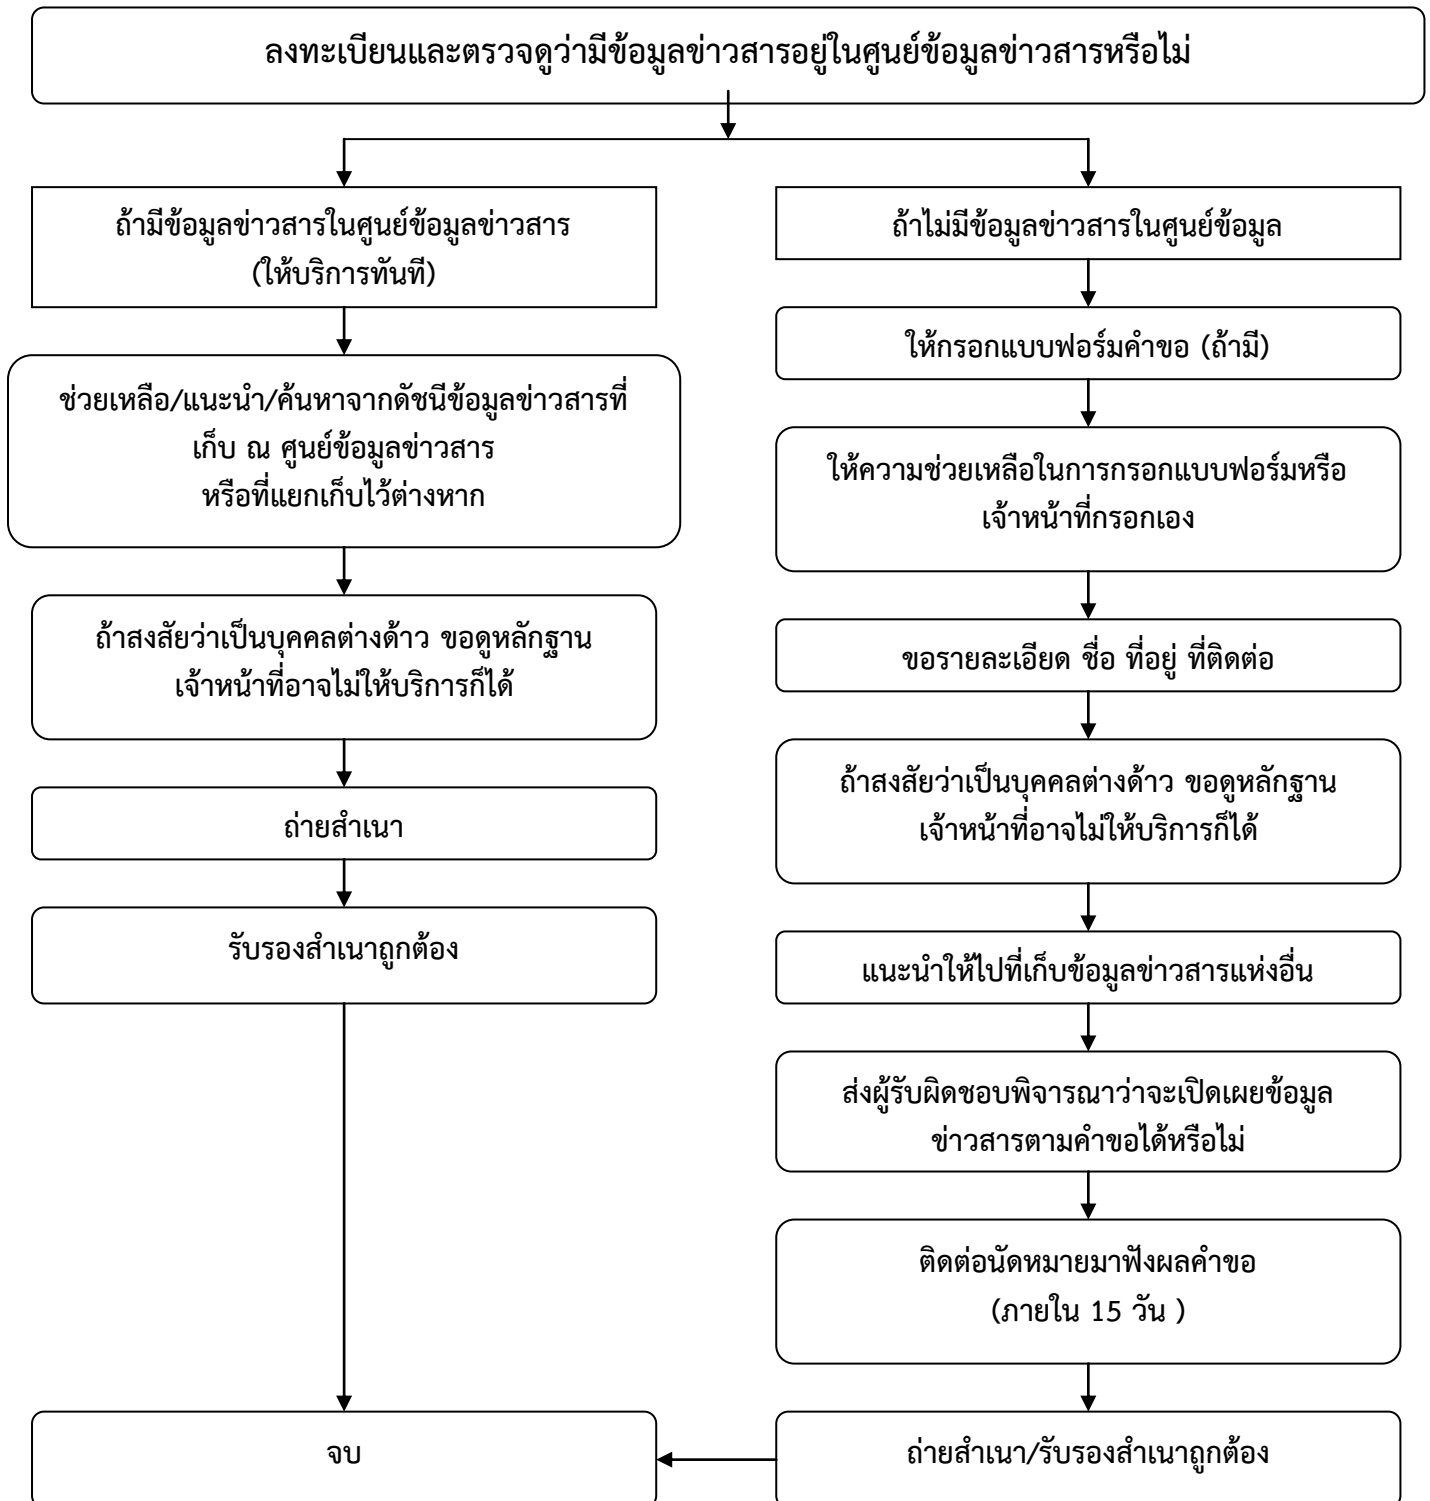 ลงทะเบียนและตรวจดูว่ามีข้อมูลข่าวสารอยู่ในศูนย์ข้อมูลข่าวสารหรือไม่
ถ้ามีข้อมูลข่าวสารในศูนย์ข้อมูลข่าวสาร
(ให้บริการทันที)
ช่วยเหลือ/แนะนำ/ค้นหาจากดัชนีข้อมูลข่าวสารที่
เก็บ ณ ศูนย์ข้อมูลข่าวสาร
หรือที่แยกเก็บไว้ต่างหาก
ถ้าสงสัยว่าเป็นบุคคลต่างด้าว ขอดูหลักฐาน
เจ้าหน้าที่อาจไม่ให้บริการก็ได้
ถ่ายสำเนา
รับรองสำเนาถูกต้อง
ถ้าไม่มีข้อมูลข่าวสารในศูนย์ข้อมูล
ให้กรอกแบบฟอร์มคำขอ (ถ้ามี)
ให้ความช่วยเหลือในการกรอกแบบฟอร์มหรือ
เจ้าหน้าที่กรอกเอง
ขอรายละเอียด ชื่อ ที่อยู่ ที่ติดต่อ
ถ้าสงสัยว่าเป็นบุคคลต่างด้าว ขอดูหลักฐาน
เจ้าหน้าที่อาจไม่ให้บริการก็ได้
แนะนำให้ไปที่เก็บข้อมูลข่าวสารแห่งอื่น
ส่งผู้รับผิดชอบพิจารณาว่าจะเปิดเผยข้อมูล
ข่าวสารตามคำขอได้หรือไม่
ติดต่อนัดหมายมาฟังผลคำขอ
(ภายใน 15 วัน )
ถ่ายสำเนา/รับรองสำเนาถูกต้อง
จบ